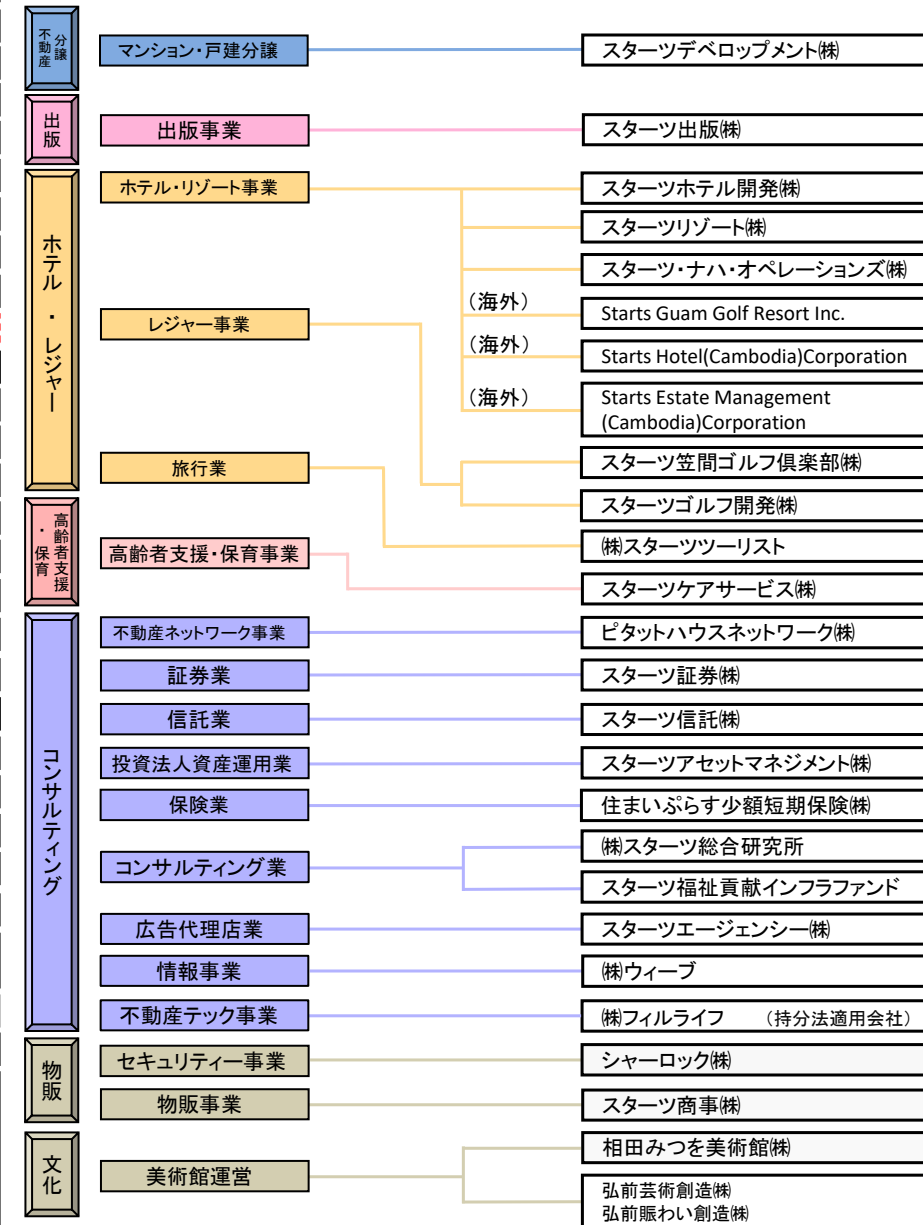 分譲
不動産
マンション・戸建分譲
スターツデベロップメント㈱
出版
出版事業
スターツ出版㈱
ホテル・レジャー
ホテル・リゾート事業
スターツホテル開発㈱
スターツリゾート㈱
スターツ・ナハ・オペレーションズ㈱
(海外)
Starts Guam Golf Resort Inc.
レジャー事業
(海外)
Starts Hotel(Cambodia)Corporation
(海外)
Starts Estate Management
(Cambodia)Corporation
スターツ笠間ゴルフ倶楽部㈱
旅行業
スターツゴルフ開発㈱
㈱スターツツーリスト
高齢者支援
・保育
高齢者支援・保育事業
スターツケアサービス㈱
コンサルティング
不動産ネットワーク事業
ピタットハウスネットワーク㈱
証券業
スターツ証券㈱
信託業
スターツ信託㈱
投資法人資産運用業
スターツアセットマネジメント㈱
保険業
住まいぷらす少額短期保険㈱
コンサルティング業
㈱スターツ総合研究所
スターツ福祉貢献インフラファンド
広告代理店業
スターツエージェンシー㈱
情報事業
㈱ウィーブ
不動産テック事業
㈱フィルライフ (持分法適用会社)
物販
セキュリティー事業
シャーロック㈱
物販事業
スターツ商事㈱
文化
美術館運営
相田みつを美術館㈱
弘前芸術創造㈱
弘前賑わい創造㈱